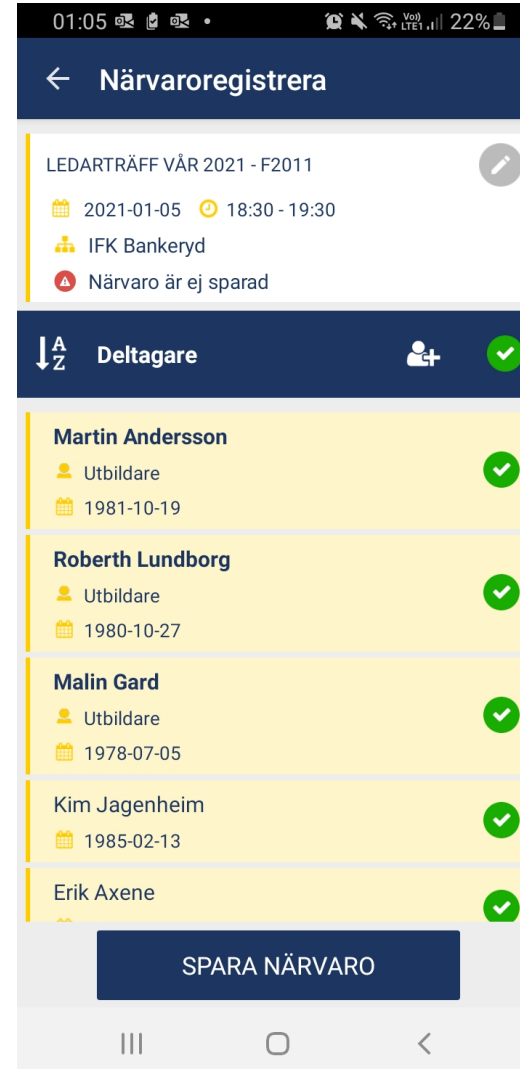 01:05 22%
Vo))
LTE1
Närvaroregistrera
LEDARTRÄFF VÅR 2021 - F2011
2021-01-05 18:30 - 19:30
IFK Bankeryd
Närvaro är ej sparad
A
Z
Deltagare
Martin Andersson
Utbildare
1981-10-19
Roberth Lundborg
Utbildare
1980-10-27
Malin Gard
Utbildare
1978-07-05
Kim Jagenheim
1985-02-13
Erik Axene
SPARA NÄRVARO